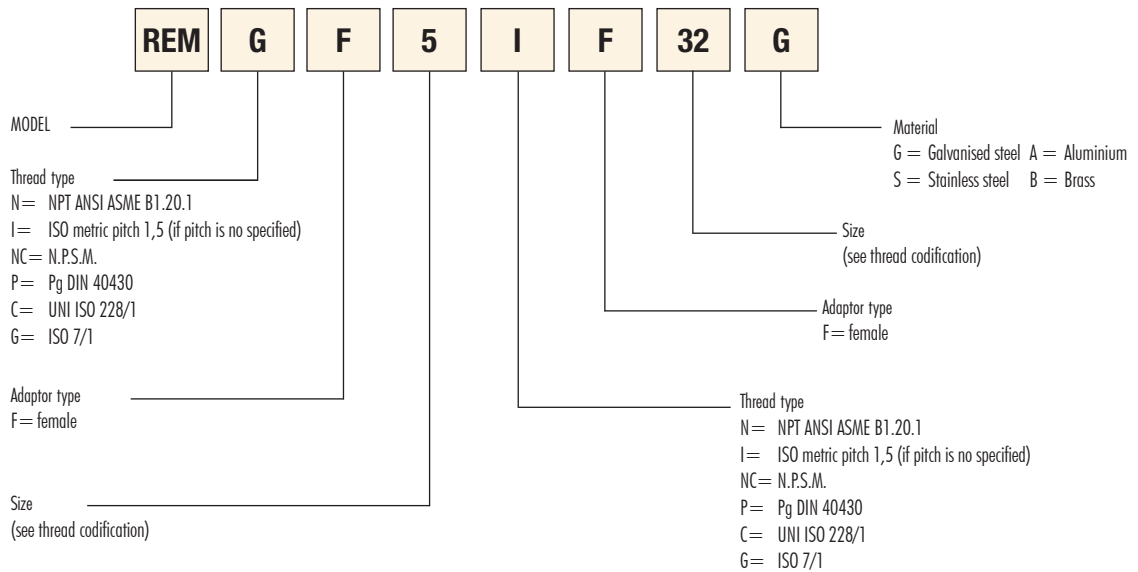 REM G F 5 I F 32 G
MODEL
Thread type
N= NPT ANSI ASME B1.20.1
I= ISO metric pitch 1,5 (if pitch is no specified)
NC= N.P.S.M.
P= Pg DIN 40430
C= UNI ISO 228/1
G= ISO 7/1
Adaptor type
F=female
Size
(see thread codification)
Material
G = Galvanised steel A = Aluminium
S = Stainless steel B = Brass
Size
(see thread codification)
Adaptor type
F=female
Thread type
N= NPT ANSI ASME B1.20.1
I= ISO metric pitch 1,5 (if pitch is no specified)
NC= N.P.S.M.
P= Pg DIN 40430
C= UNI ISO 228/1
G= ISO 7/1